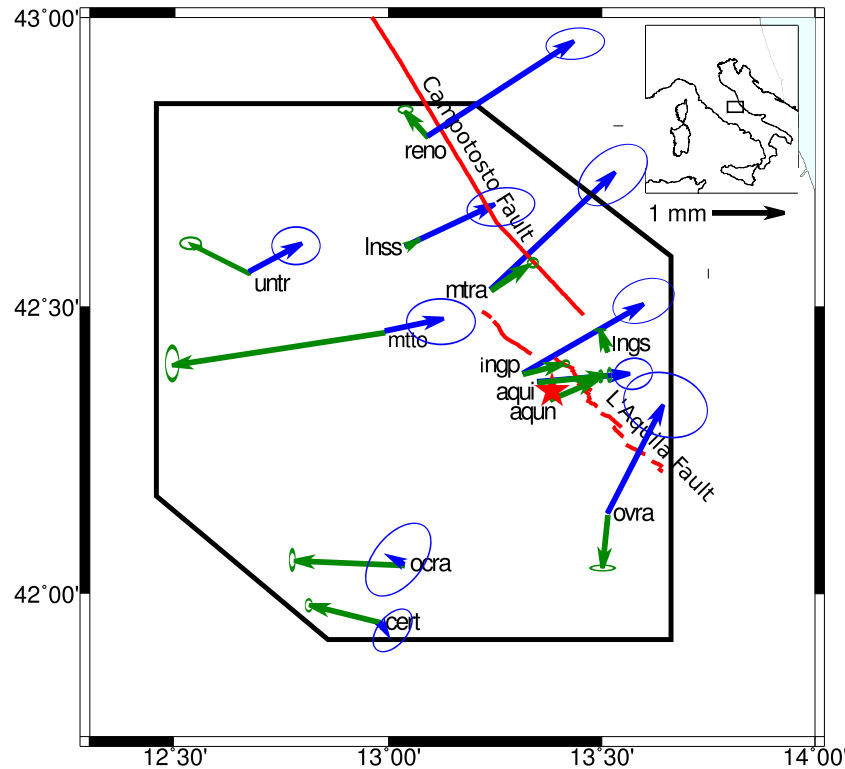 43°00'
Campotosto Fault
reno
1 mm
lnss
untr
mtra
42°30'
mtto
lngs
ingp
aqui
aqun
L'Aquila Fault
ovra
ocra
42°00'
cert
12°30'
13°00'
13°30'
14°00'